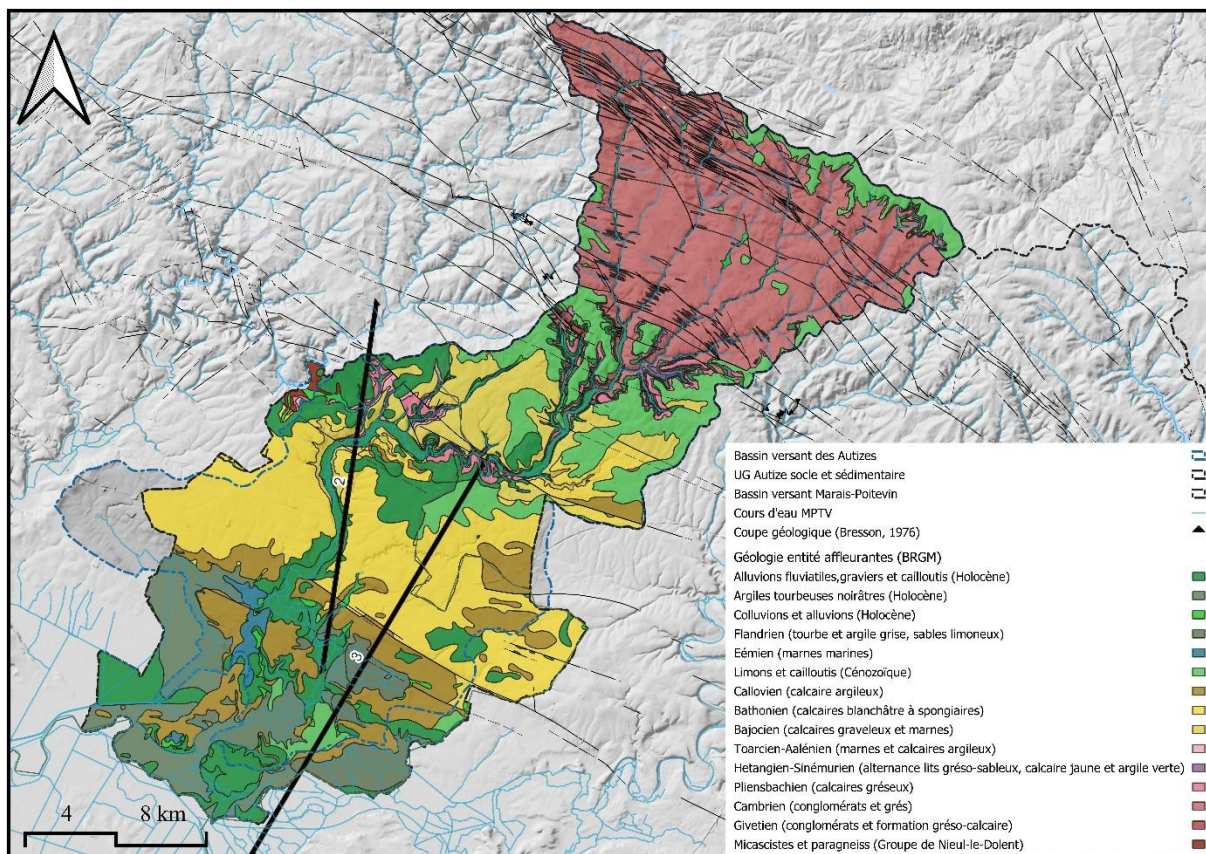 2
3
4
8 km
Bassin versant des Autizes
UG Autize socle et sédimentaire
Bassin versant Marais-Poitevin
Cours d'eau MPTV
Coupe géologique (Bresson, 1976)
Géologie entité affleurantes (BRGM)
Alluvions fluviatiles,graviers et cailloutis (Holocène)
Argiles tourbeuses noirâtres (Holocène)
Colluvions et alluvions (Holocène)
Flandrien (tourbe et argile grise, sables limoneux)
Eémien (marnes marines)
Limons et cailloutis (Cénozoïque)
Callovien (calcaire argileux)
Bathonien (calcaires blanchâtre à spongiaires)
Bajocien (calcaires graveleux et marnes)
Toarcien-Aalénien (marnes et calcaires argileux)
Hetangien-Sinémurien (alternance lits gréso-sableux, calcaire jaune et argile verte)
Pliensbachien (calcaires gréseux)
Cambrien (conglomérats et grés)
Givetien (conglomérats et formation gréso-calcaire)
Micascistes et paragneiss (Groupe de Nieul-le-Dolent)